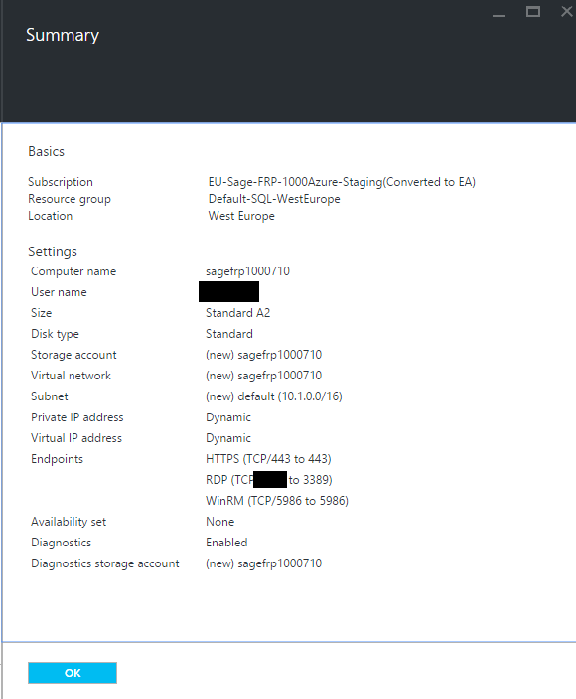 Summary
Basics
Subscription EU-Sage-FRP-1000Azure-Staging(Converted to EA)
Resource group Default-SQL-WestEurope
Location West Europe
Settings
Computer name sagefrp1000710
User name
Size Standard A2
Disk type Standard
Storage account (new) sagefrp1000710
Virtual network (new) sagefrp1000710
Subnet (new) default (10.1.0.0/16)
Private IP address Dynamic
Virtual IP address Dynamic
Endpoints HTTPS (TCP/443 to 443)
RDP (TCP to 3389)
WinRM (TCP/5986 to 5986)
Availability set None
Diagnostics Enabled
Diagnostics storage account (new) sagefrp1000710
OK